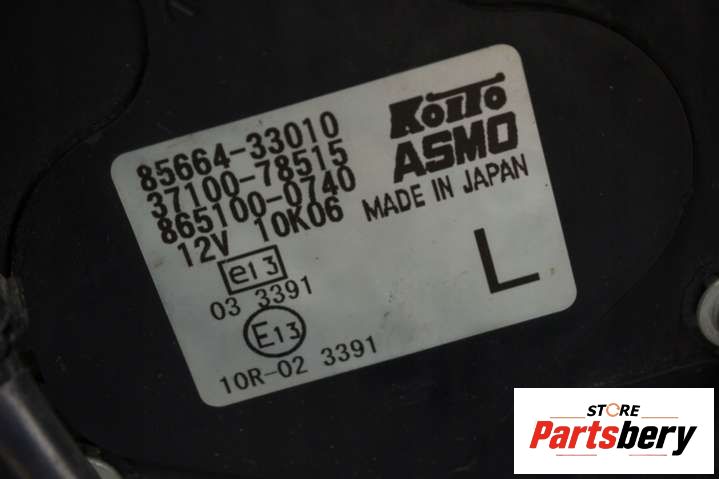 85664-33010
37100-78515
865100-0740
12V 10K06
KOITO
ASMO
MADE IN JAPAN
L
e13
03 3391
E13
10R-02 3391
STORE
Partsbery